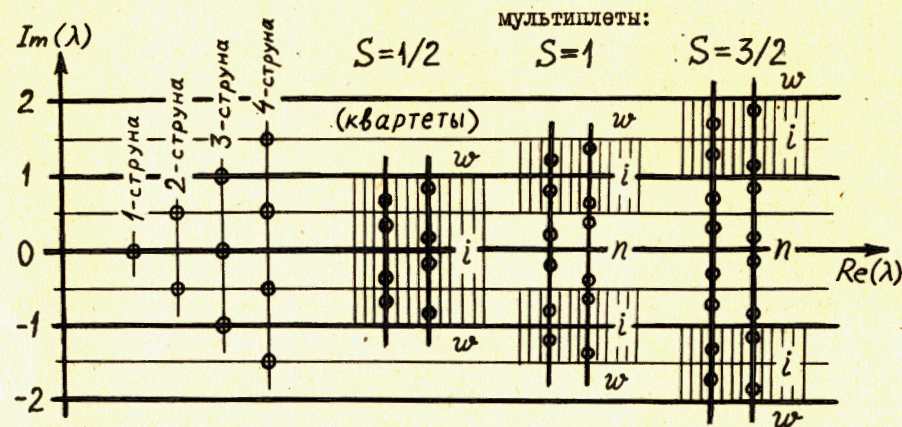 мультиплеты:
Im(λ)
S=1/2
S=1
S=3/2
1-струна
2-струна
3-струна
4-струна
(квартеты)
w
w
w
2
1
0
-1
-2
i
i
i
n
n
i
i
Re(λ)
w
w
w